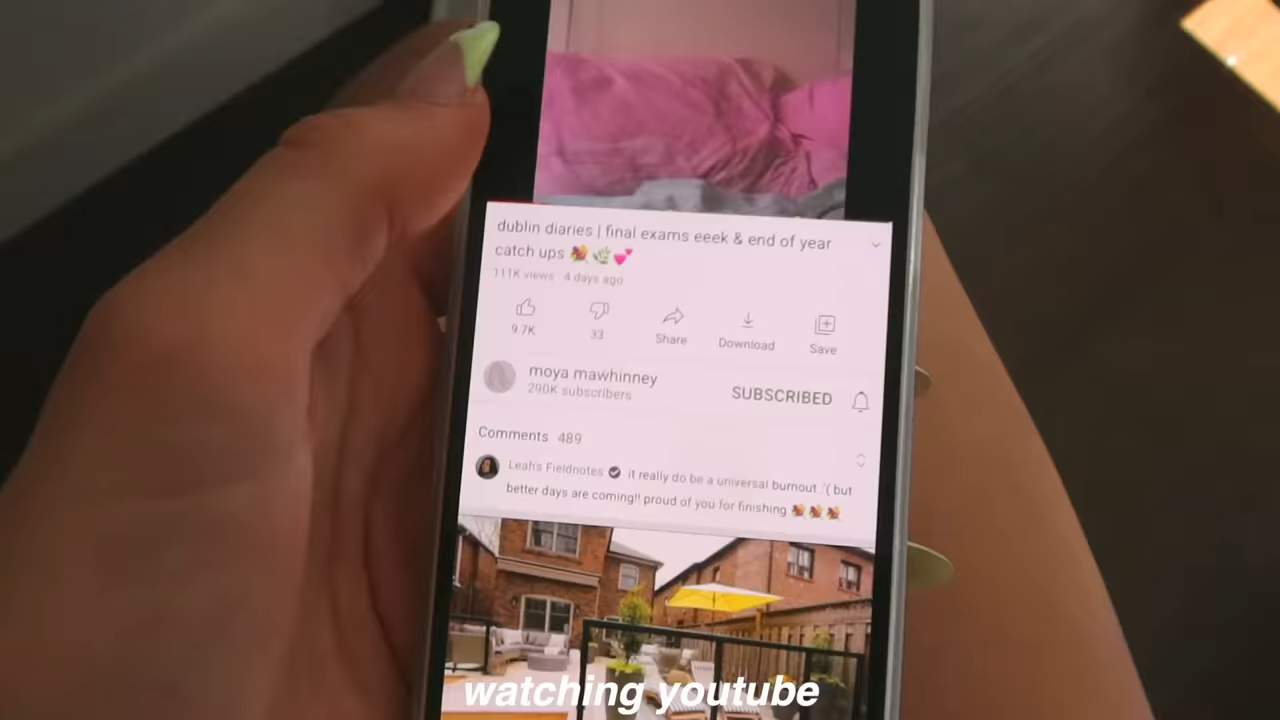 dublin diaries | final exams eeek & end of year
catch ups 💐🌿💕
111K views 4 days ago
9.7K
33
Share
Download
Save
moya mawhinney
290K subscribers
SUBSCRIBED
Comments 489
Leah's Fieldnotes it really do be a universal burnout :'( but
better days are coming!! proud of you for finishing 💐💐💐
watching youtube